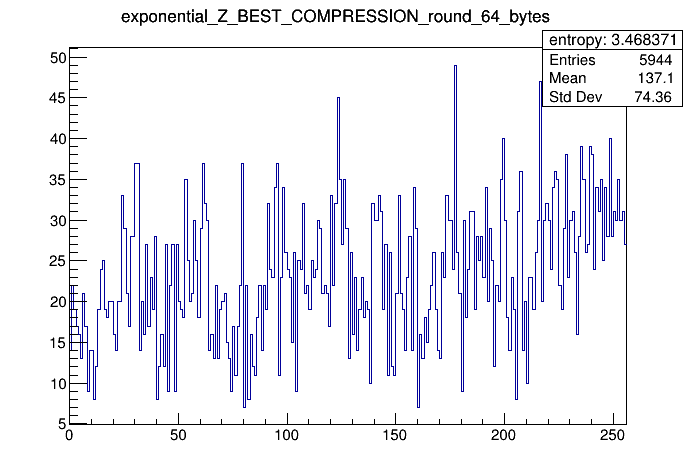 exponential_Z_BEST_COMPRESSION_round_64_bytes
entropy: 3.468371
Entries 5944
Mean 137.1
Std Dev 74.36
50
45
40
35
30
25
20
15
10
5
0 50 100 150 200 250